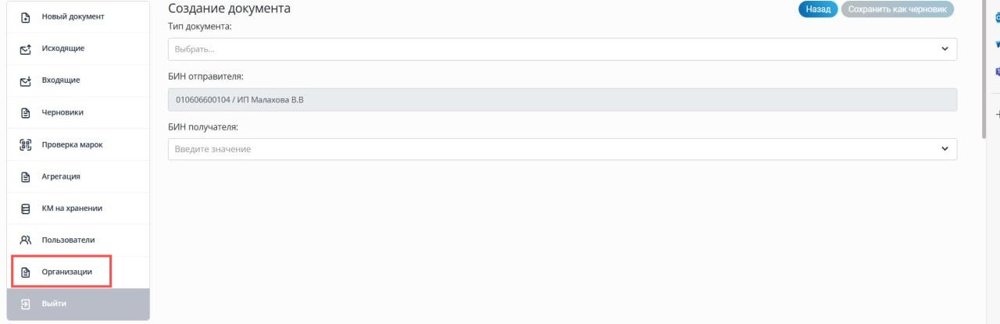 Новый документ
Исходящие
Входящие
Черновики
Проверка марок
Агрегация
КМ на хранении
Пользователи
Организации
Выйти
Создание документа
Назад
Сохранить как черновик
Тип документа:
Выбрать...
БИН отправителя:
010606600104 / ИП Малахова В.В
БИН получателя:
Введите значение